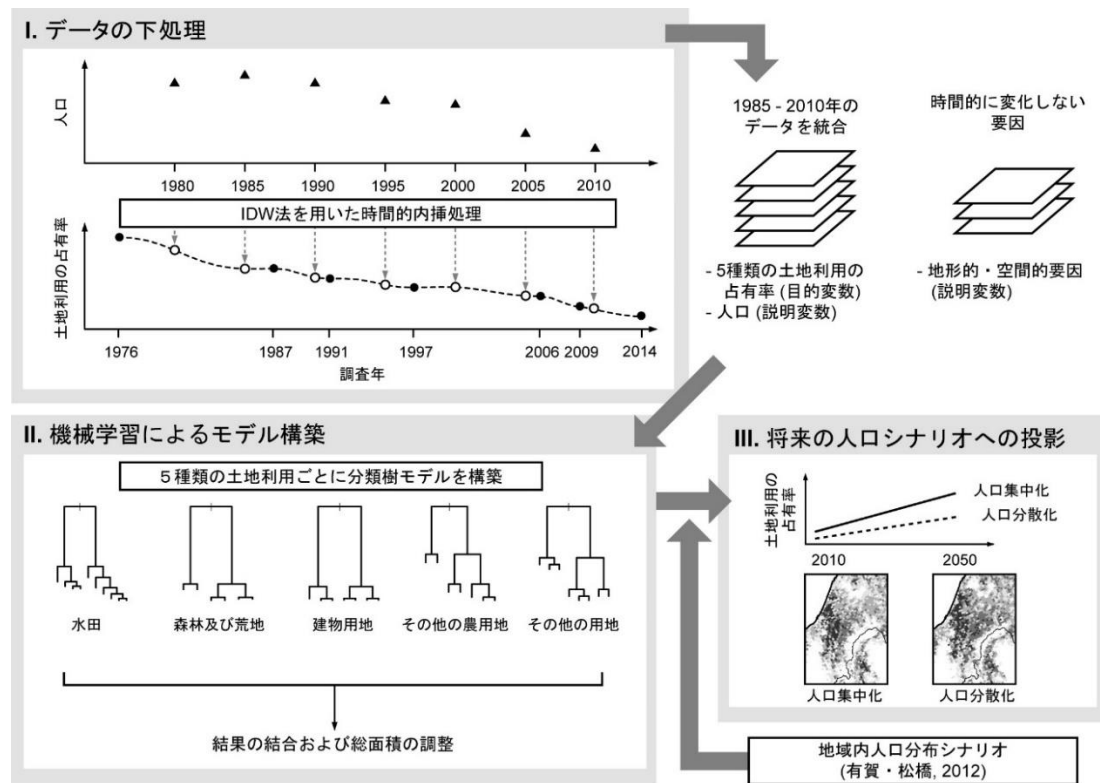 I. データの下処理
人口
1980 1985 1990 1995 2000 2005 2010
IDW法を用いた時間的内挿処理
土地利用の占有率
1976 1987 1991 1997 2006 2009 2014
調査年
1985 - 2010年の
データを統合
- 5種類の土地利用の
占有率 (目的変数)
- 人口 (説明変数)
時間的に変化しない
要因
- 地形的・空間的要因
(説明変数)
II. 機械学習によるモデル構築
5種類の土地利用ごとに分類樹モデルを構築
水田 森林及び荒地 建物用地 その他の農用地 その他の用地
結果の結合および総面積の調整
III. 将来の人口シナリオへの投影
土地利用の
占有率
人口集中化
人口分散化
2010 2050
人口集中化 人口分散化
地域内人口分布シナリオ
(有賀・松橋, 2012)